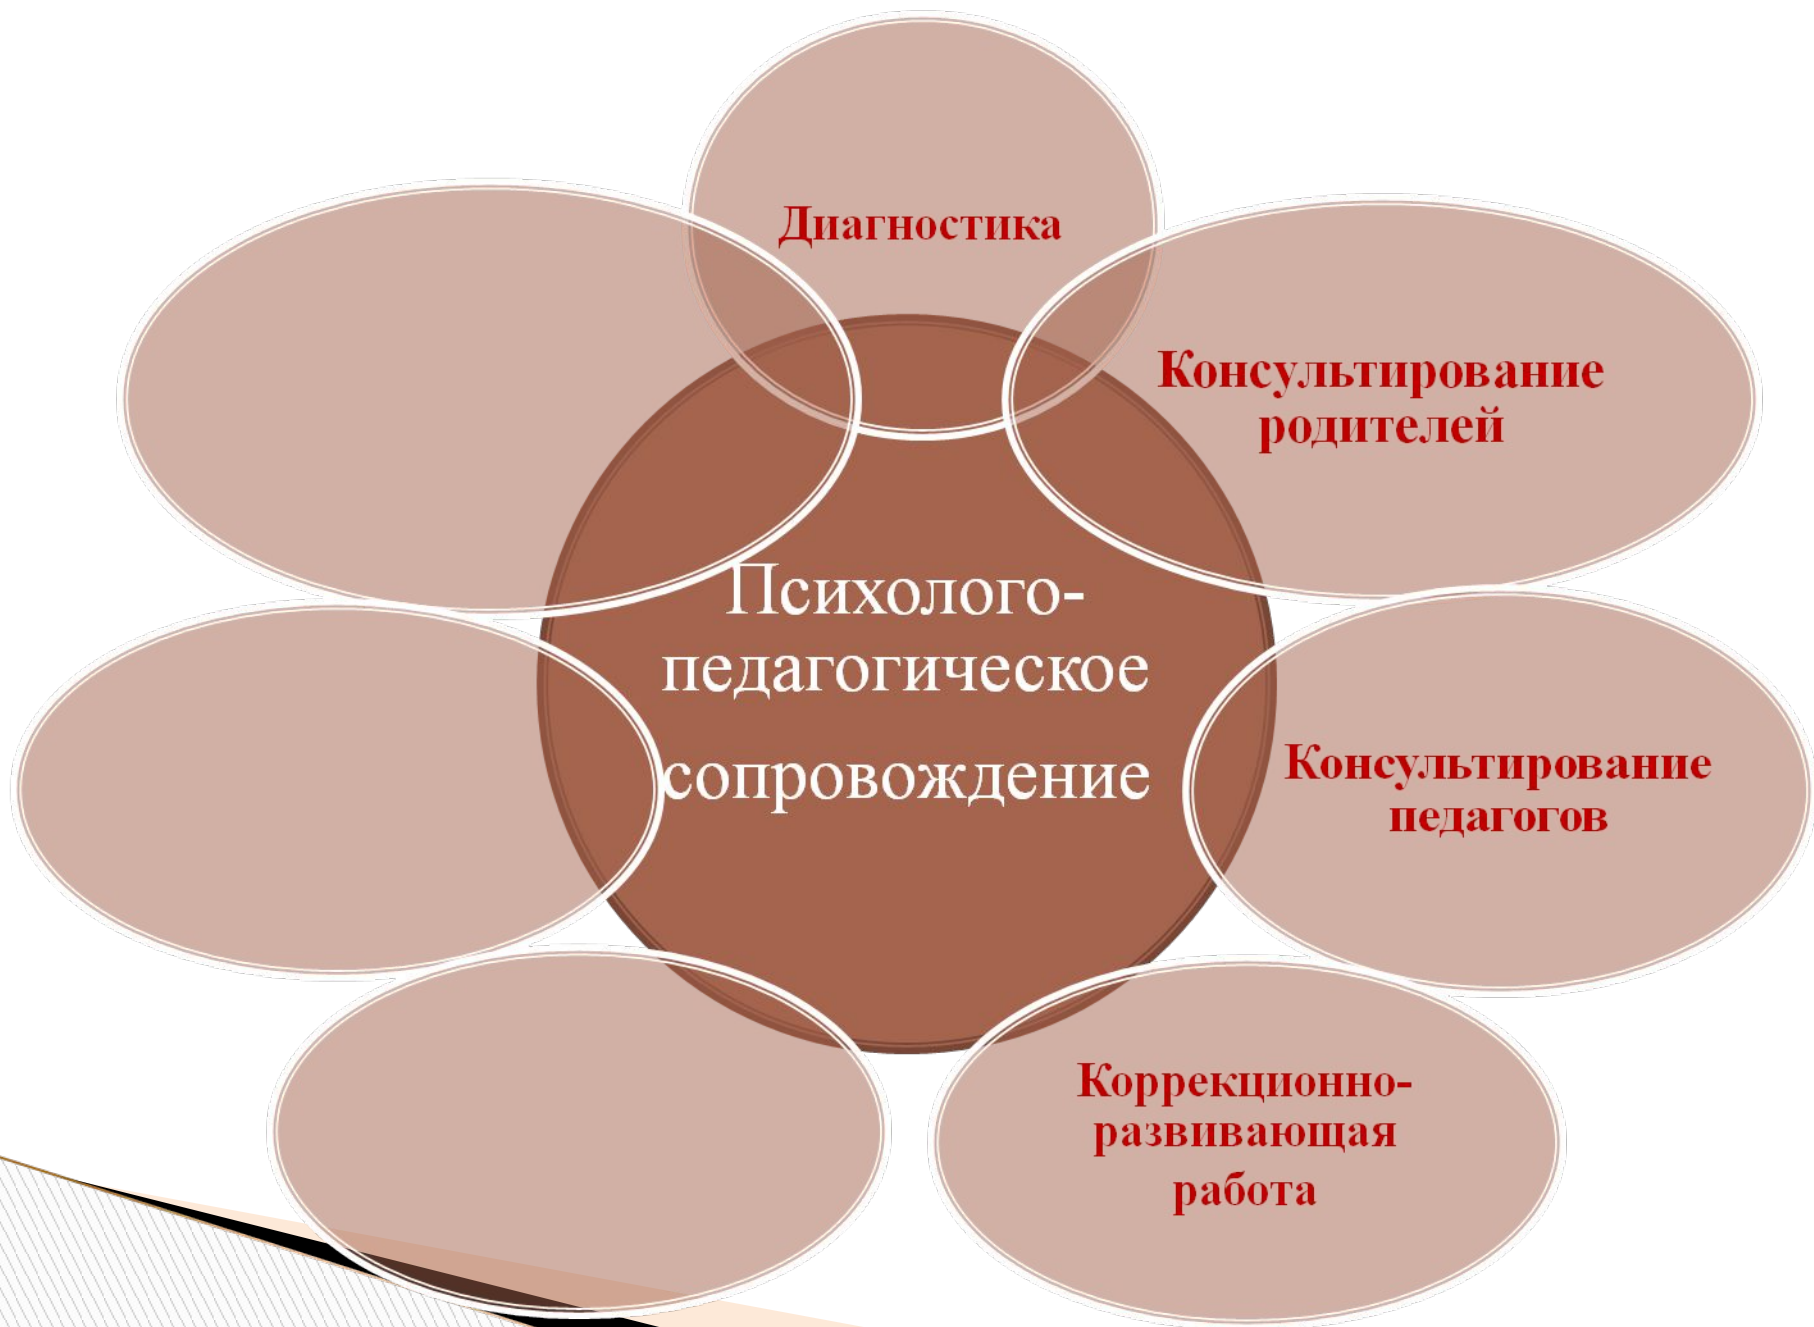 Диагностика
Консультирование
родителей
Психолого-
педагогическое
сопровождение
Консультирование
педагогов
Коррекционно-
развивающая
работа